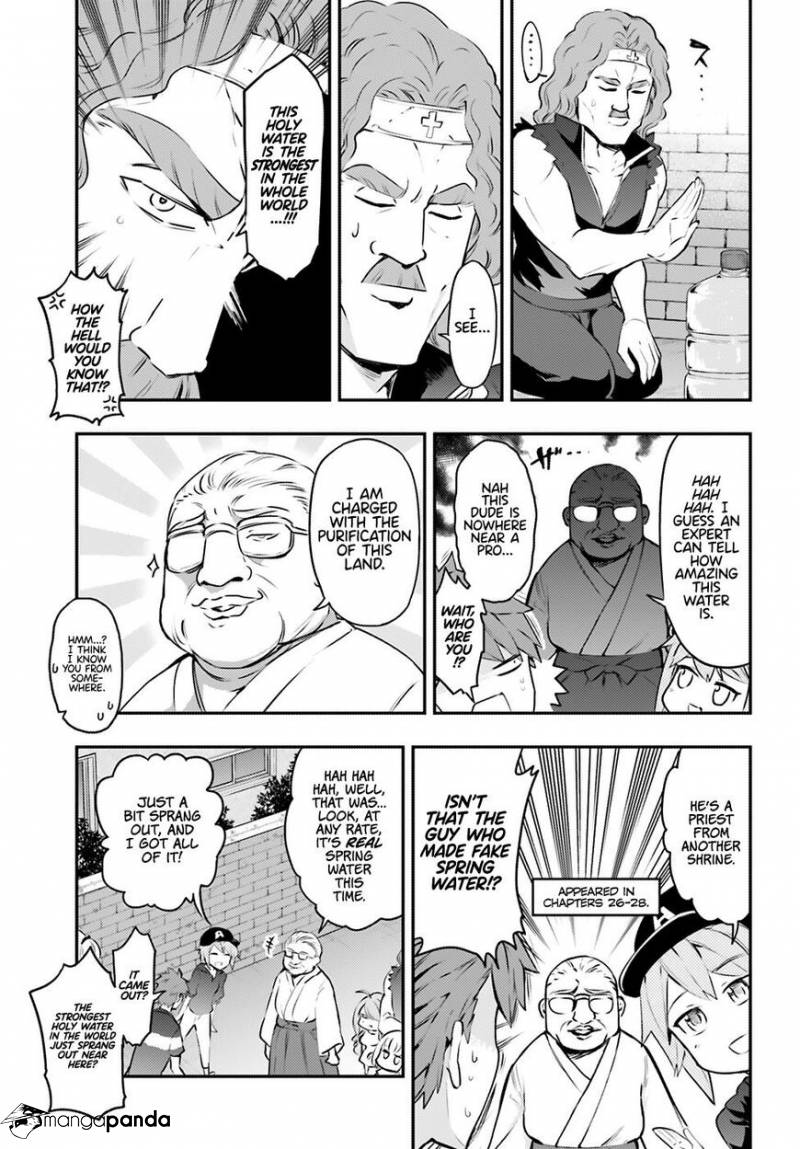 ......
I
SEE...
THIS
HOLY
WATER
IS THE
STRONGEST
IN THE
WHOLE
WORLD
...!!!
HOW
THE
HELL
WOULD
YOU
KNOW
THAT!?
HAH
HAH
HAH. I
GUESS AN
EXPERT
CAN TELL
HOW
AMAZING
THIS
WATER
IS.
NAH
THIS
DUDE IS
NOWHERE
NEAR A
PRO...
WAIT,
WHO
ARE
YOU
!?
I AM
CHARGED
WITH THE
PURIFICATION
OF THIS
LAND.
HMM...?
I THINK
I KNOW
YOU FROM
SOME-
WHERE.
HE'S A
PRIEST
FROM
ANOTHER
SHRINE.
ISN'T
THAT THE
GUY WHO
MADE FAKE
SPRING
WATER!?
APPEARED IN
CHAPTERS 26-28.
HAH HAH
HAH, WELL,
THAT WAS...
LOOK, AT
ANY RATE,
IT'S REAL
SPRING
WATER
THIS
TIME.
JUST A
BIT SPRANG
OUT, AND
I GOT ALL
OF IT!
IT
CAME
OUT?
THE
STRONGEST
HOLY WATER
IN THE WORLD
JUST SPRANG
OUT NEAR
HERE?
mangapanda